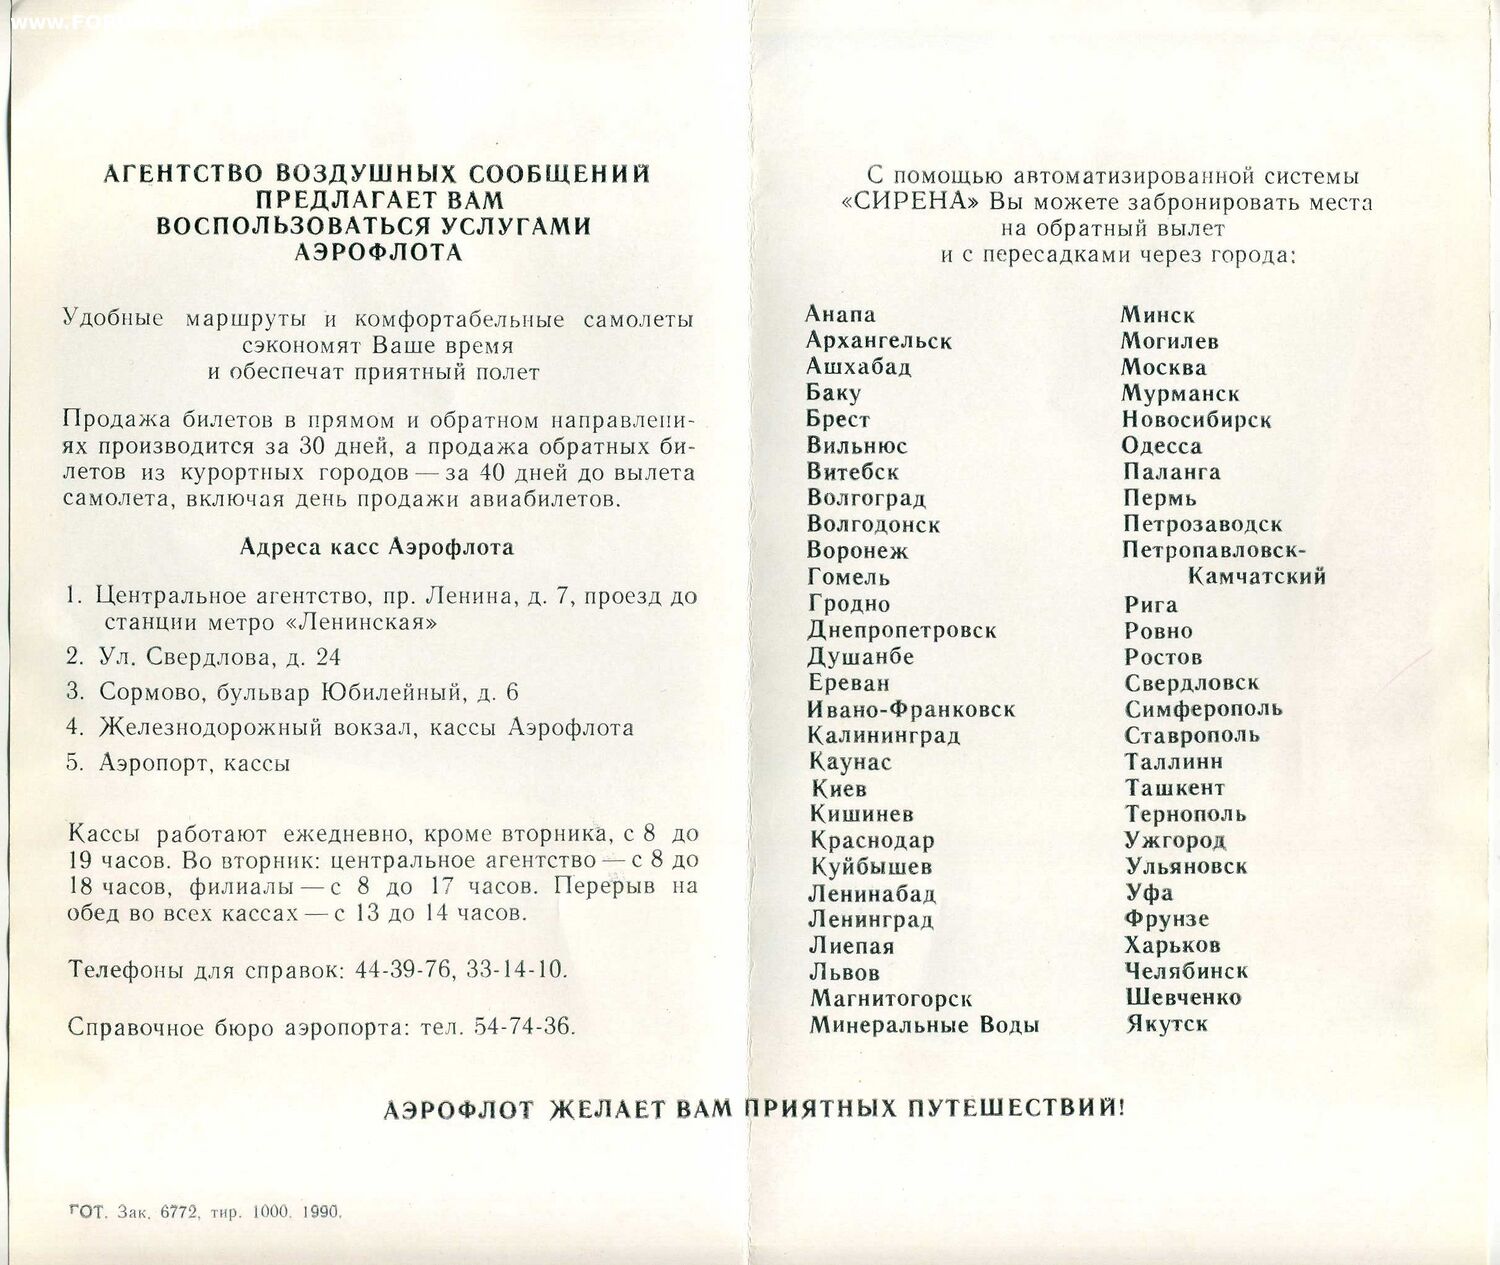 АГЕНТСТВО ВОЗДУШНЫХ СООБЩЕНИЙ
ПРЕДЛАГАЕТ ВАМ
ВОСПОЛЬЗОВАТЬСЯ УСЛУГАМИ
АЭРОФЛОТА
Удобные маршруты и комфортабельные самолеты
сэкономят Ваше время
и обеспечат приятный полет
Продажа билетов в прямом и обратном направлени-
ях производится за 30 дней, а продажа обратных би-
летов из курортных городов — за 40 дней до вылета
самолета, включая день продажи авиабилетов.
Адреса касс Аэрофлота
1. Центральное агентство, пр. Ленина, д. 7, проезд до
станции метро «Ленинская»
2. Ул. Свердлова, д. 24
3. Сормово, бульвар Юбилейный, д. 6
4. Железнодорожный вокзал, кассы Аэрофлота
5. Аэропорт, кассы
Кассы работают ежедневно, кроме вторника, с 8 до
19 часов. Во вторник: центральное агентство — с 8 до
18 часов, филиалы — с 8 до 17 часов. Перерыв на
обед во всех кассах — с 13 до 14 часов.
Телефоны для справок: 44-39-76, 33-14-10.
Справочное бюро аэропорта: тел. 54-74-36.
С помощью автоматизированной системы
«СИРЕНА» Вы можете забронировать места
на обратный вылет
и с пересадками через города:
Анапа
Архангельск
Ашхабад
Баку
Брест
Вильнюс
Витебск
Волгоград
Волгодонск
Воронеж
Гомель
Гродно
Днепропетровск
Душанбе
Ереван
Ивано-Франковск
Калининград
Каунас
Киев
Кишинев
Краснодар
Куйбышев
Ленинабад
Ленинград
Лиепая
Львов
Магнитогорск
Минеральные Воды
Минск
Могилев
Москва
Мурманск
Новосибирск
Одесса
Паланга
Пермь
Петрозаводск
Петропавловск-
Камчатский
Рига
Ровно
Ростов
Свердловск
Симферополь
Ставрополь
Таллинн
Ташкент
Тернополь
Ужгород
Ульяновск
Уфа
Фрунзе
Харьков
Челябинск
Шевченко
Якутск
АЭРОФЛОТ ЖЕЛАЕТ ВАМ ПРИЯТНЫХ ПУТЕШЕСТВИЙ!
ГОТ. Зак. 6772, тир. 1000. 1990.